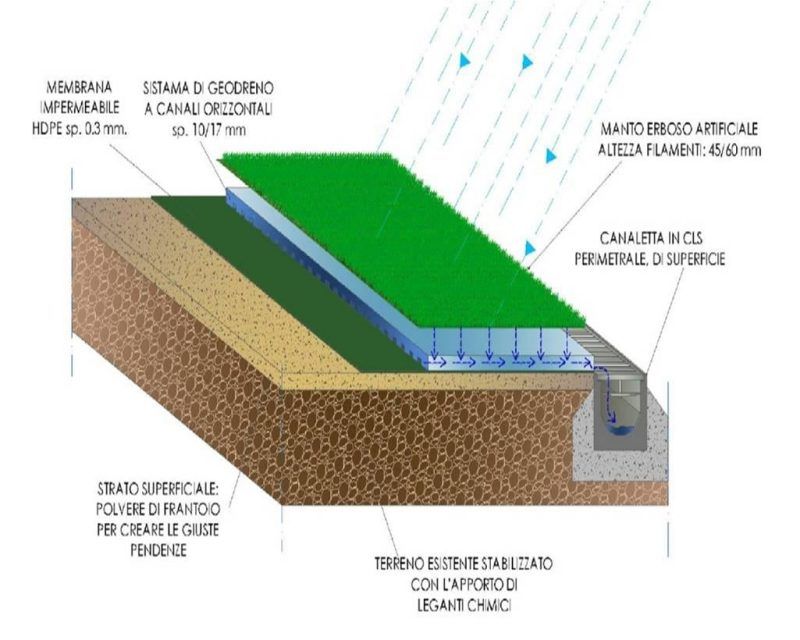 MEMBRANA
IMPERMEABILE
HDPE sp. 0.3 mm.
SISTAMA DI GEODRENO
A CANALI ORIZZONTALI
sp. 10/17 mm
MANTO ERBOSO ARTIFICIALE
ALTEZZA FILAMENTI: 45/60 mm
CANALETTA IN CLS
PERIMETRALE, DI SUPERFICIE
STRATO SUPERFICIALE:
POLVERE DI FRANTOIO
PER CREARE LE GIUSTE
PENDENZE
TERRENO ESISTENTE STABILIZZATO
CON L'APPORTO DI
LEGANTI CHIMICI